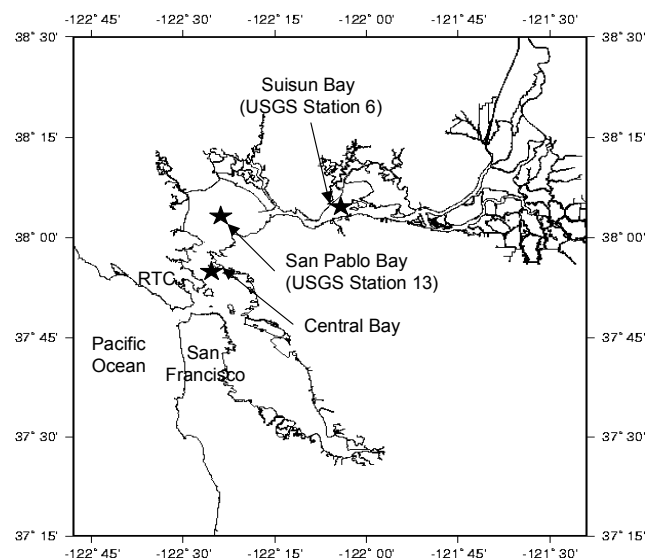 -122° 45' -122° 30' -122° 15' -122° 00' -121° 45' -121° 30'
38° 30' 38° 30'
Suisun Bay
(USGS Station 6)
38° 15' 38° 15'
38° 00' 38° 00'
San Pablo Bay
(USGS Station 13)
RTC
Central Bay
37° 45' 37° 45'
Pacific
Ocean
San
Francisco
37° 30' 37° 30'
37° 15' 37° 15'
-122° 45' -122° 30' -122° 15' -122° 00' -121° 45' -121° 30'